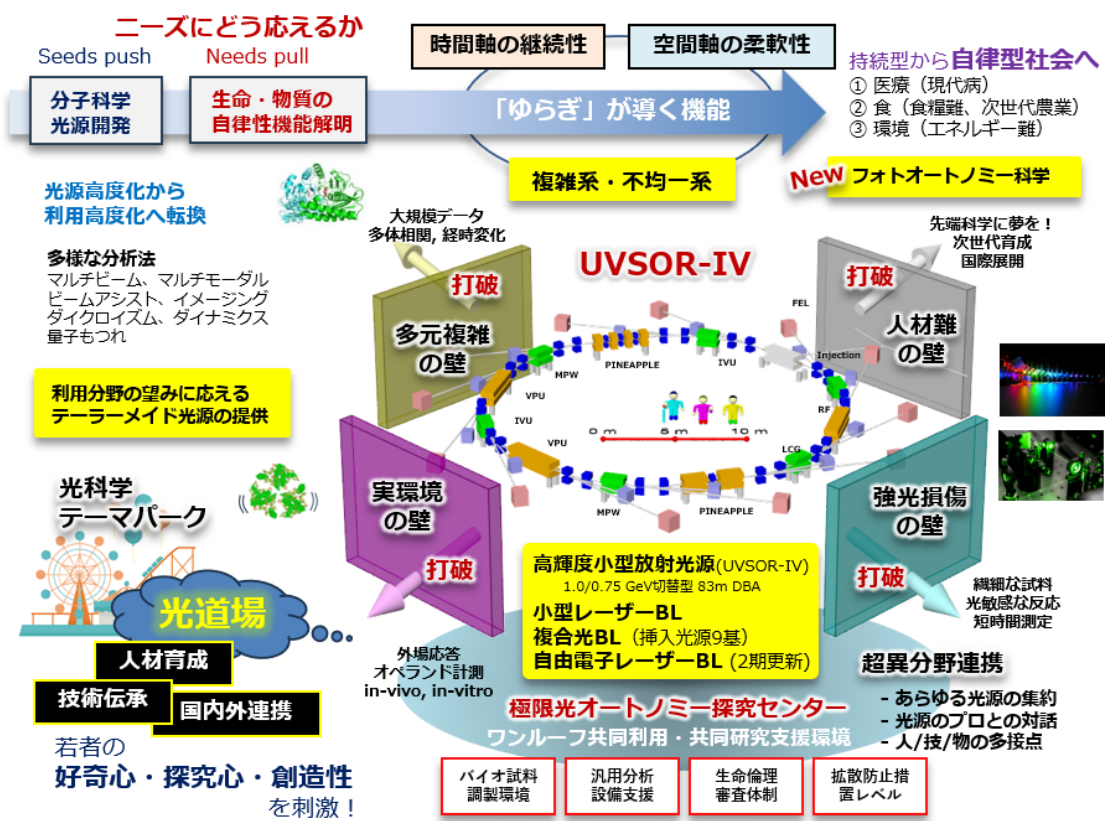 ニーズにどう応えるか
Seeds push
Needs pull
分子科学
光源開発
生命・物質の
自律性機能解明
時間軸の継続性
空間軸の柔軟性
「ゆらぎ」が導く機能
複雑系・不均一系
持続型から自律型社会へ
① 医療（現代病）
② 食（食糧難、次世代農業）
③ 環境（エネルギー難）
New フォトオートノミー科学
光源高度化から
利用高度化へ転換
多様な分析法
マルチビーム、マルチモーダル
ビームアシスト、イメージング
ダイクロイズム、ダイナミクス
量子もつれ
利用分野の望みに応える
テーラーメイド光源の提供
大規模データ
多体相関, 経時変化
打破
多元複雑
の壁
UVSOR-IV
先端科学に夢を！
次世代育成
国際展開
打破
人材難
の壁
FEL
Injection
IVU
PINEAPPLE
MPW
VPU
IVU
VPU
RF
LCG
0 m
5 m
10 m
MPW
PINEAPPLE
実環境
の壁
打破
強光損傷
の壁
打破
光科学
テーマパーク
光道場
人材育成
技術伝承
国内外連携
若者の
好奇心・探究心・創造性
を刺激！
外場応答
オペランド計測
in-vivo, in-vitro
高輝度小型放射光源(UVSOR-IV)
1.0/0.75 GeV切替型 83m DBA
小型レーザーBL
複合光BL（挿入光源9基）
自由電子レーザーBL (2期更新)
繊細な試料
光敏感な反応
短時間測定
超異分野連携
- あらゆる光源の集約
- 光源のプロとの対話
- 人/技/物の多接点
極限光オートノミー探究センター
ワンルーフ共同利用・共同研究支援環境
バイオ試料
調製環境
汎用分析
設備支援
生命倫理
審査体制
拡散防止措
置レベル